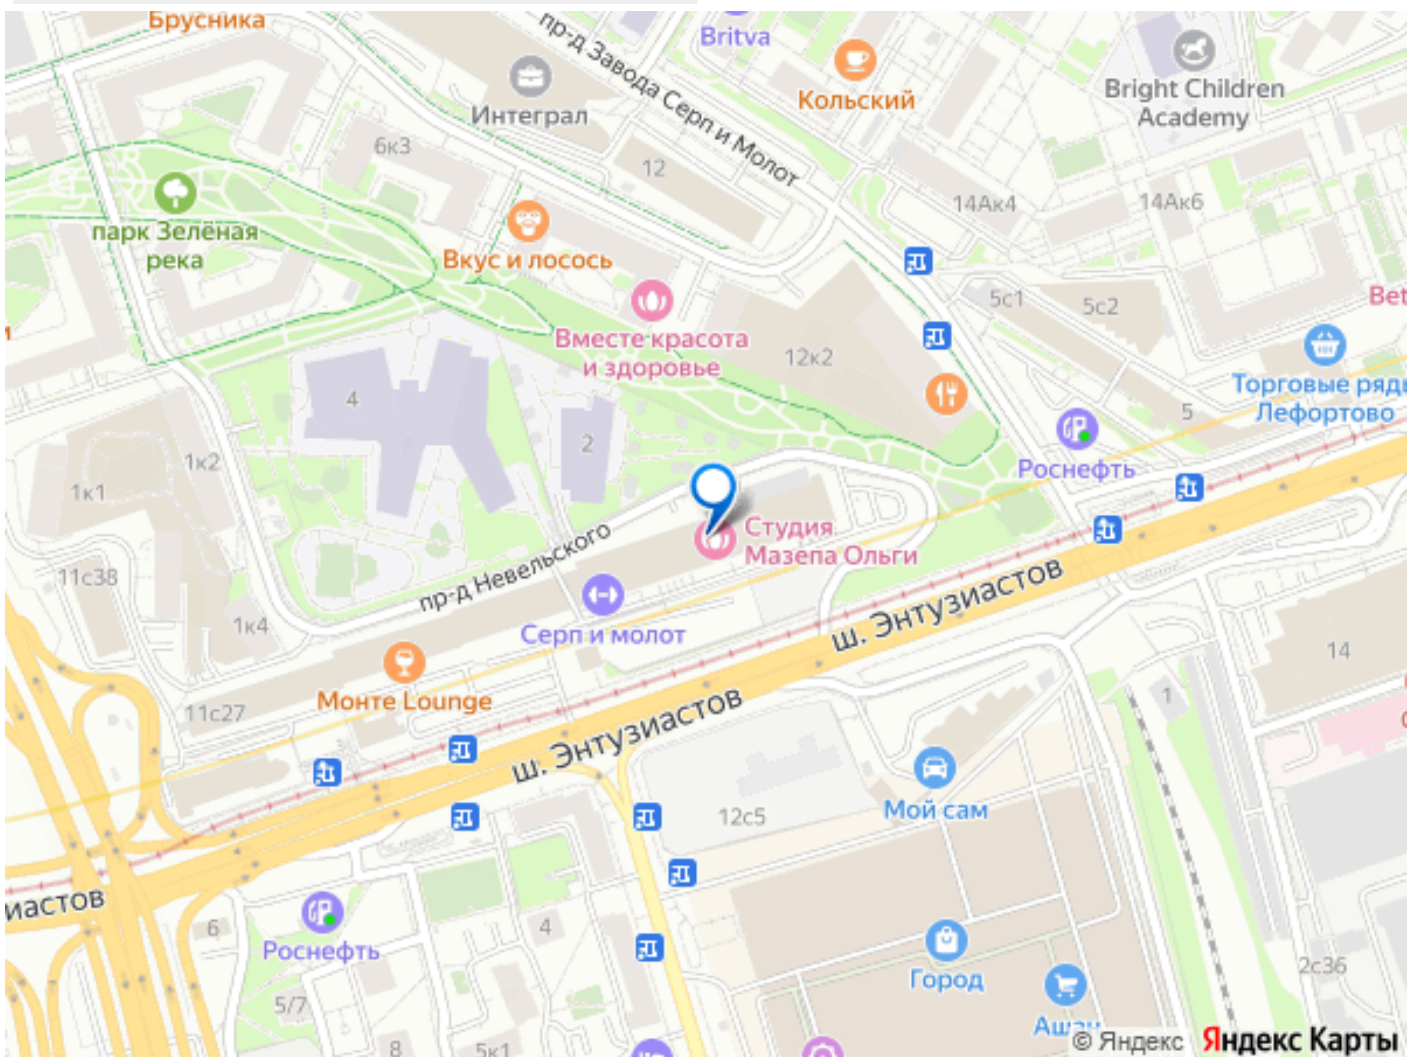 Брусника
Britva
пр-д Завода Серп и Молот
Кольский
Bright Children
Academy
Интеграл
6к3
12
14Ак4
14Ак6
парк Зелёная
река
Вкус и лосось
5с1
5с2
Bet
Вместе красота
и здоровье
12к2
Торговые ряды
Лефортово
4
2
5
1к2
1к1
Роснефть
Студия
Мазепа Ольги
пр-д Невельского
11с38
1к4
Серп и молот
ш. Энтузиастов
14
1
Монте Lounge
11с27
ш. Энтузиастов
Мой сам
12с5
иастов
6
Роснефть
4
Город
2с36
5/7
Ашан
8
5к1
© Яндекс Яндекс Карты